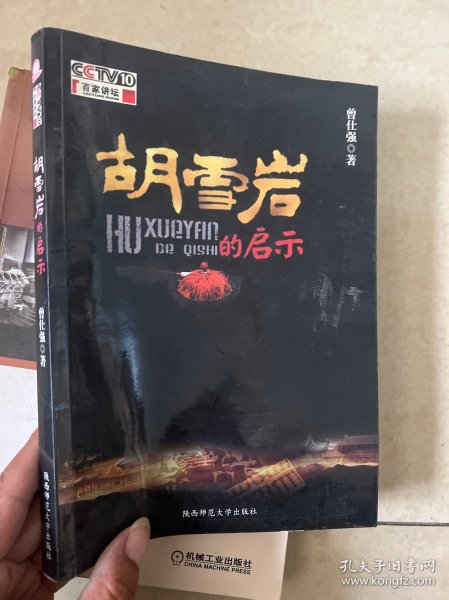 CCTV10
百家讲坛
LECTURE ROOM
曾仕强◎著
胡雪岩
HU XUEYAN
DE QISHI
的启示
陕西师范大学出版社
胡雪岩的启示
曾仕强◎著
陕西师范大学出版社
机械工业出版社
CHINA MACHINE PRESS
孔夫子旧书网
kongfz.com